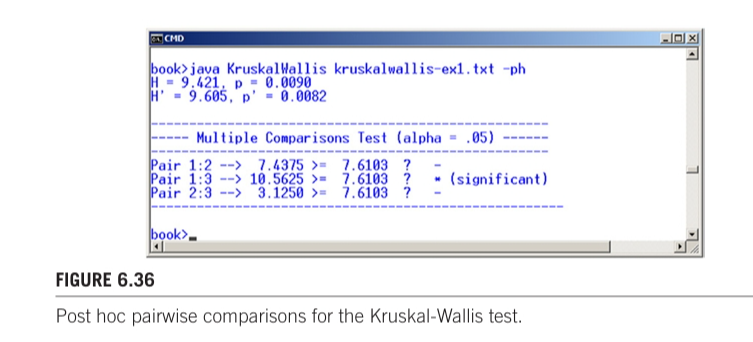 CMD
book>java KruskalWallis kruskalwallis-ex1.txt -ph
H = 9.421, p = 0.0090
H' = 9.605, p' = 0.0082
----- Multiple Comparisons Test (alpha = .05) ------
Pair 1:2 --> 7.4375 >= 7.6103 ? -
Pair 1:3 --> 10.5625 >= 7.6103 ? * (significant)
Pair 2:3 --> 3.1250 >= 7.6103 ? -
book>_
FIGURE 6.36
Post hoc pairwise comparisons for the Kruskal-Wallis test.